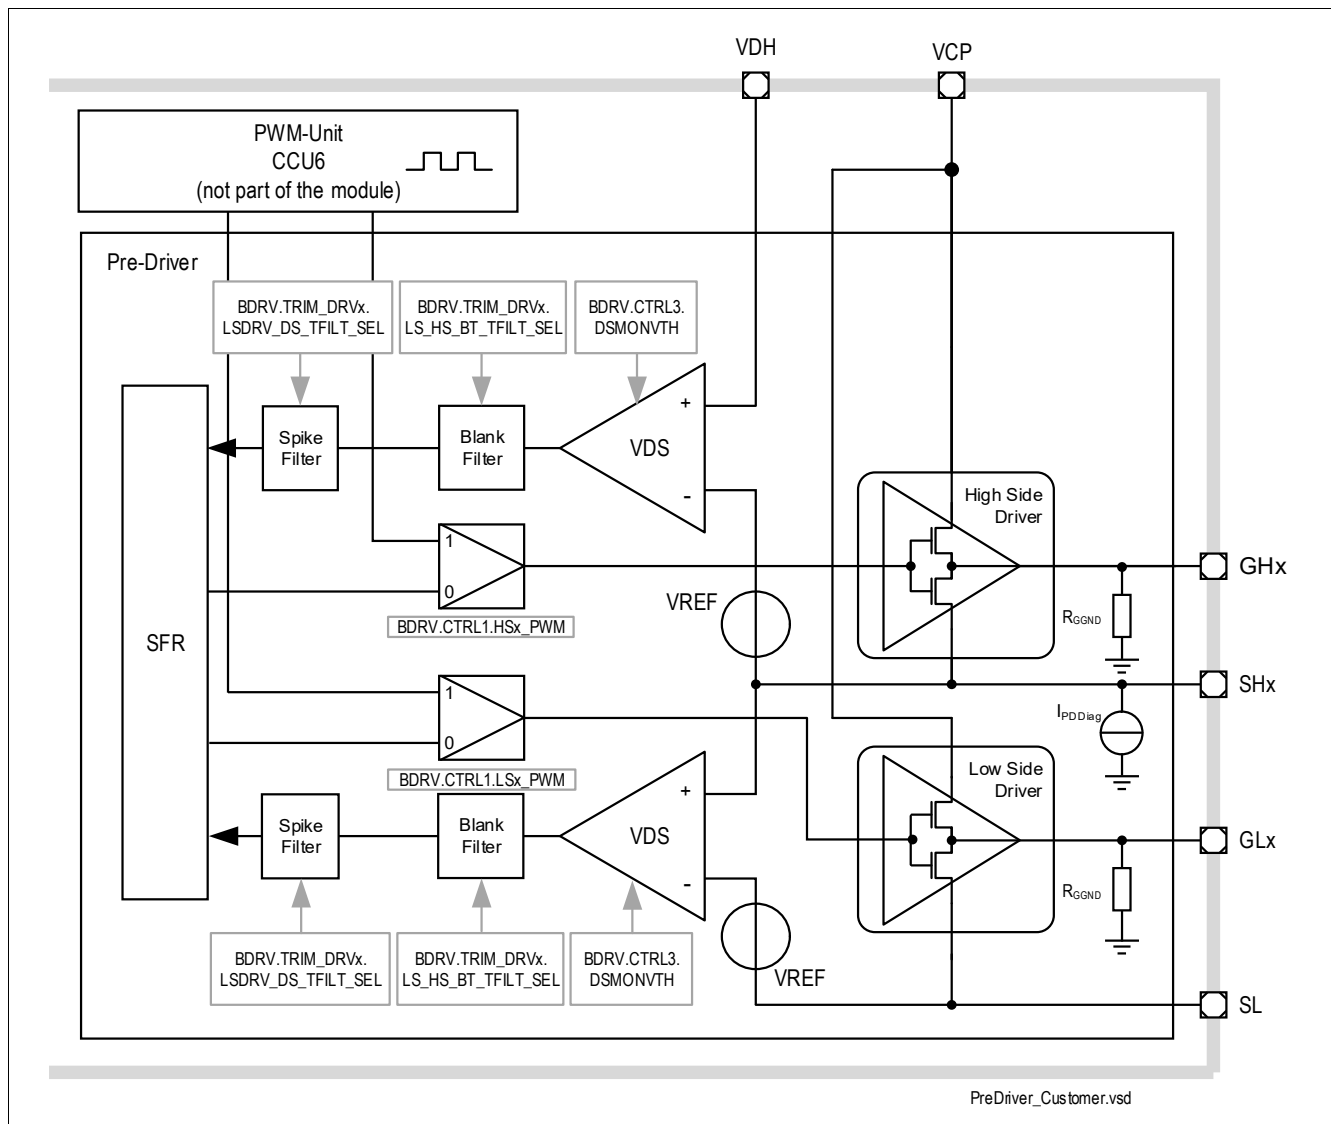 VDH
VCP
PWM-Unit
CCU6
(not part of the module)
Pre-Driver
BDRV.TRIM_DRVx.
LSDRV_DS_TFILT_SEL
BDRV.TRIM_DRVx.
LS_HS_BT_TFILT_SEL
BDRV.CTRL3.
DSMONVTH
Spike
Filter
Blank
Filter
VDS
+
-
High Side
Driver
1
0
BDRV.CTRL1.HSx_PWM
VREF
RGGND
GHx
SFR
SHx
IPDDiag
1
0
BDRV.CTRL1.LSx_PWM
Low Side
Driver
Spike
Filter
Blank
Filter
VDS
+
-
GLx
RGGND
BDRV.TRIM_DRVx.
LSDRV_DS_TFILT_SEL
BDRV.TRIM_DRVx.
LS_HS_BT_TFILT_SEL
BDRV.CTRL3.
DSMONVTH
VREF
SL
PreDriver_Customer.vsd